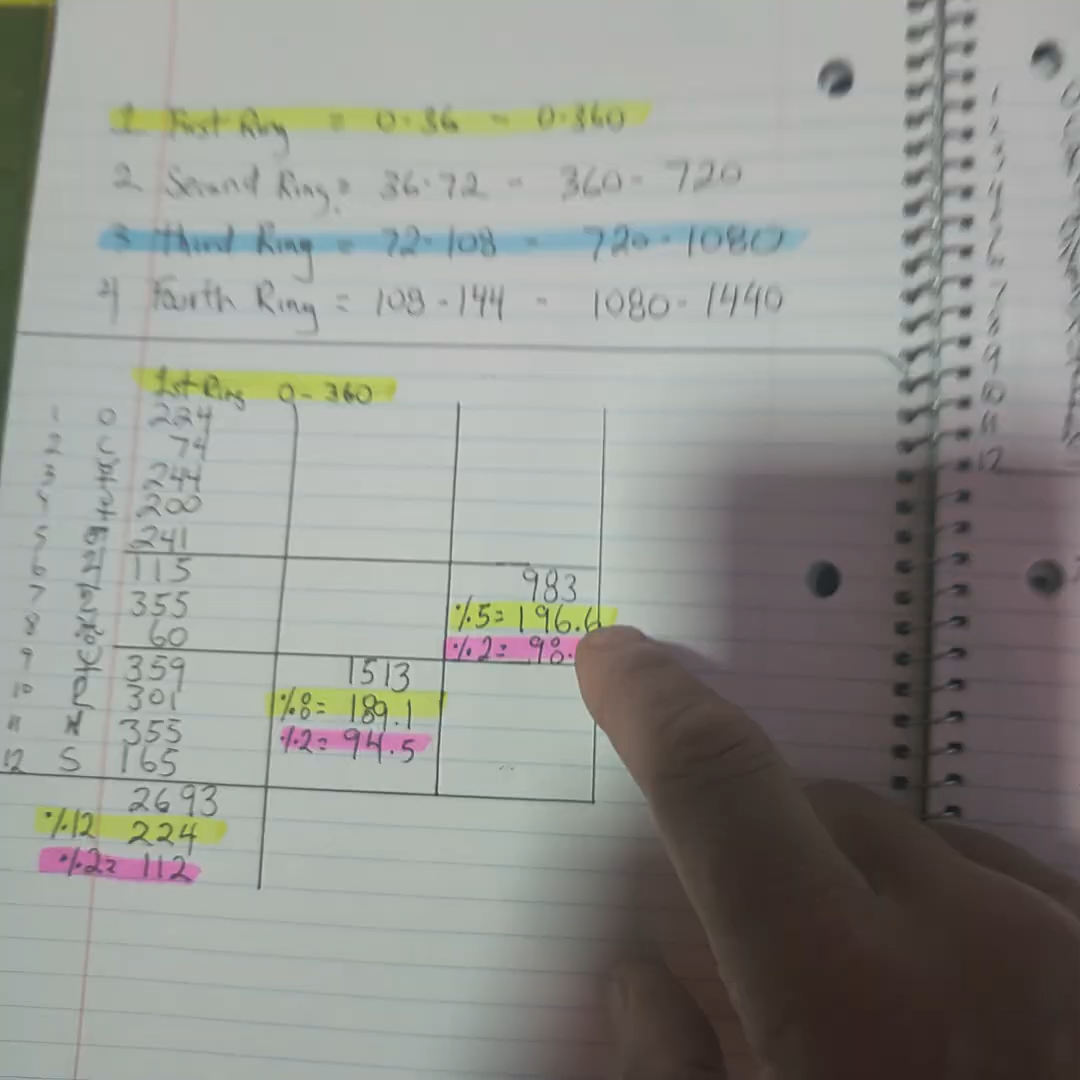 1 First Ring = 0-36 - 0-360
2 Second Ring = 36-72 - 360-720
3 third Ring = 72-108 - 720-1080
4 Fourth Ring = 108-144 - 1080-1440
1st Ring 0-360
1 O 224
2 C 74
3 244
4 200
5 241
6 115
7 355 983
8 60 %5= 196.6
9 359 1513 %2= 98.
10 301 %8= 189.1
11 355 %2= 94.5
12 S 165
2693
%12 224
%2= 112
1
2
3
4
5
6
7
8
9
10
11
12